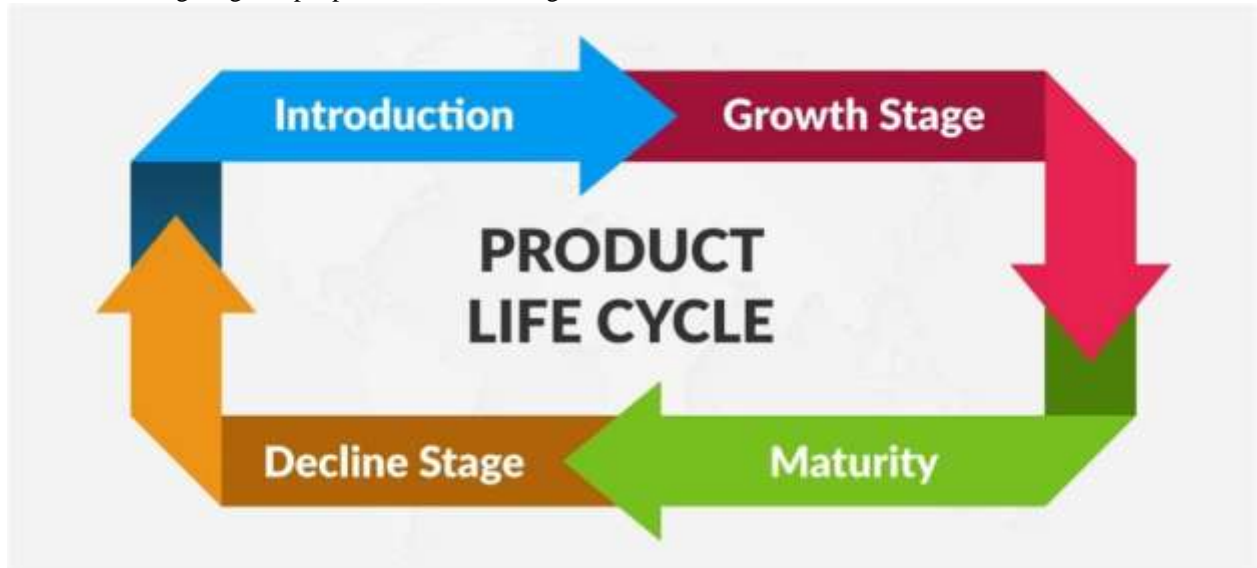 Introduction
Growth Stage
PRODUCT
LIFE CYCLE
Decline Stage
Maturity